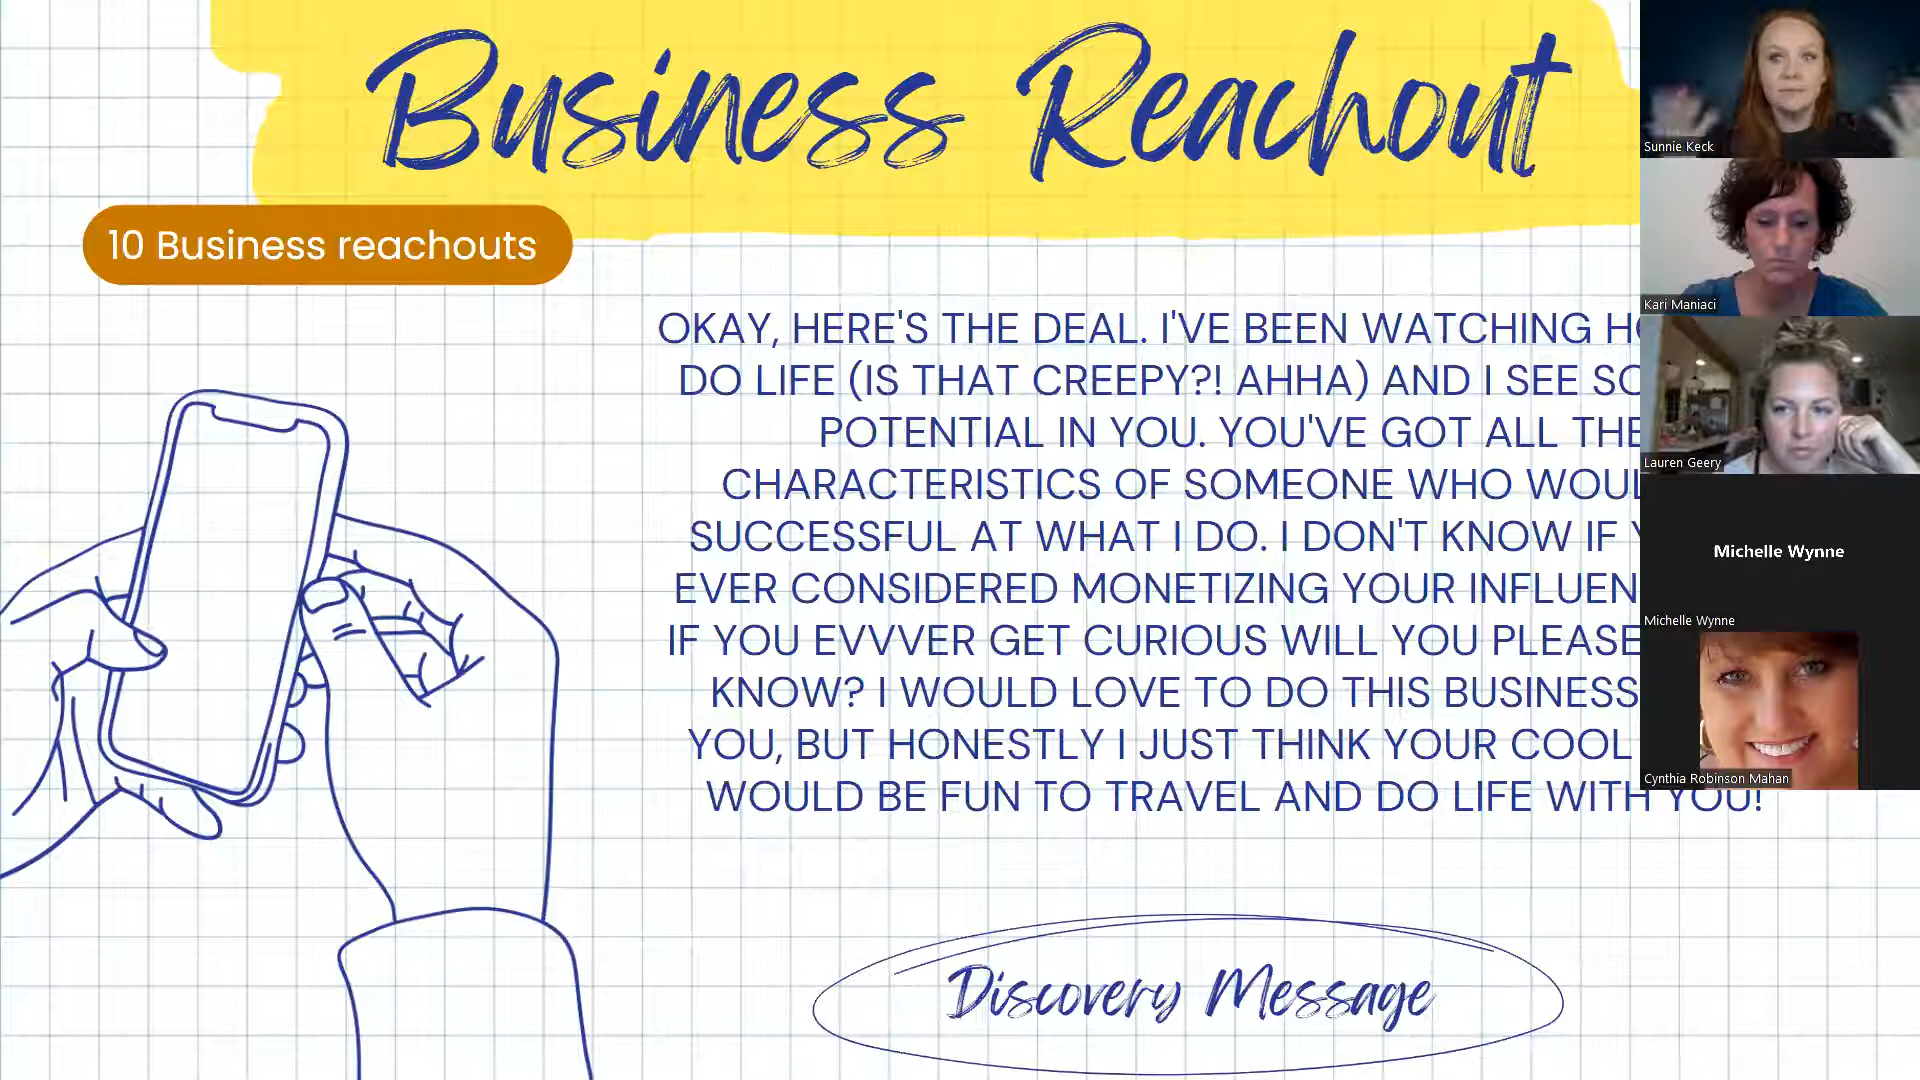 Business Reachout
10 Business reachouts
OKAY, HERE'S THE DEAL. I'VE BEEN WATCHING
DO LIFE (IS THAT CREEPY?! AHHA) AND I SEE
POTENTIAL IN YOU. YOU'VE GOT ALL THE
CHARACTERISTICS OF SOMEONE WHO
SUCCESSFUL AT WHAT I DO. I DON'T KNOW IF
EVER CONSIDERED MONETIZING YOUR
IF YOU EVVVER GET CURIOUS WILL YOU PLEASE
KNOW? I WOULD LOVE TO DO THIS BUSINESS
YOU, BUT HONESTLY I JUST THINK YOUR COOL
WOULD BE FUN TO TRAVEL AND DO LIFE WITH YOU!
Discovery Message
Sunnie Keck
Kari Maniaci
Lauren Geery
Michelle Wynne
Michelle Wynne
Cynthia Robinson Mahan